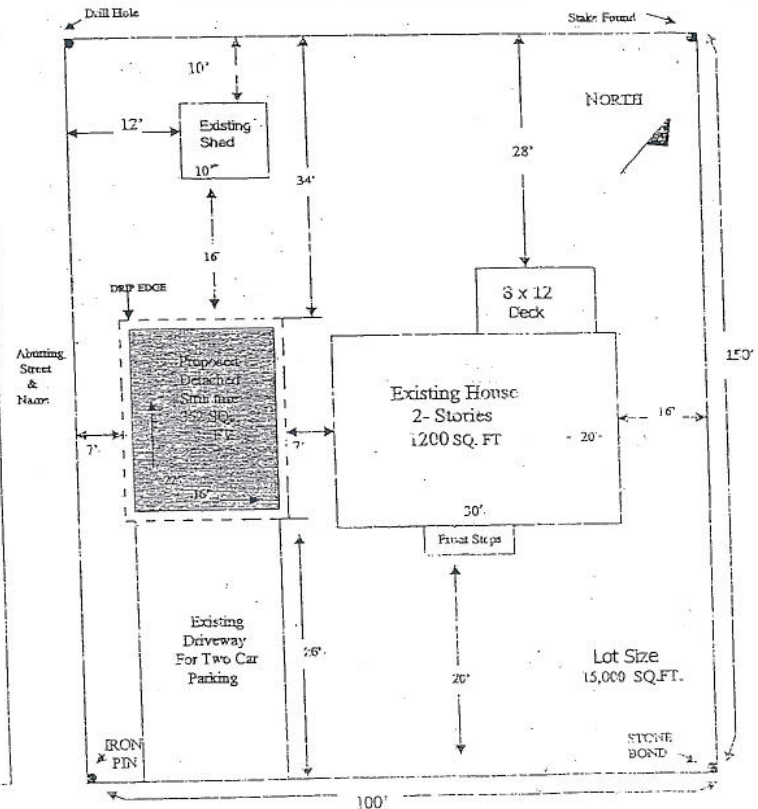 Drill Hole
Stake Found
10'
NORTH
12'
Existing
Shed
10'
28'
34'
16'
DRIP EDGE
8 x 12
Deck
Abutting
Street
&
Name
Proposed
Detached
Structure
352 SQ.
FT.
150'
Existing House
2- Stories
1200 SQ. FT
16'
7'
7'
- 20'-
22'
16'
30'
Front Steps
Existing
Driveway
For Two Car
Parking
26'
20'
Lot Size
15,000 SQ.FT.
IRON
PIN
STONE
BOND
100'